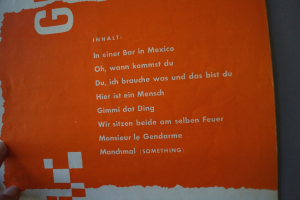 G
INHALT:
In einer Bar in Mexico
Oh, wann kommst du
Du, ich brauche was und das bist du
Hier ist ein Mensch
Gimmi dat Ding
Wir sitzen beide am selben Feuer
Monsieur le Gendarme
Manchmal (SOMETHING)